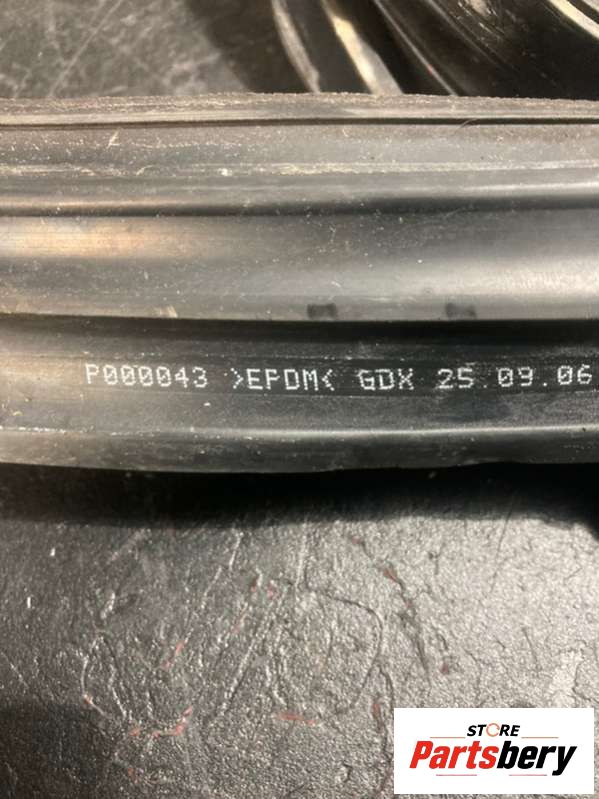 P000043 >EPDM< GDX 25.09.06
STORE
Partsbery